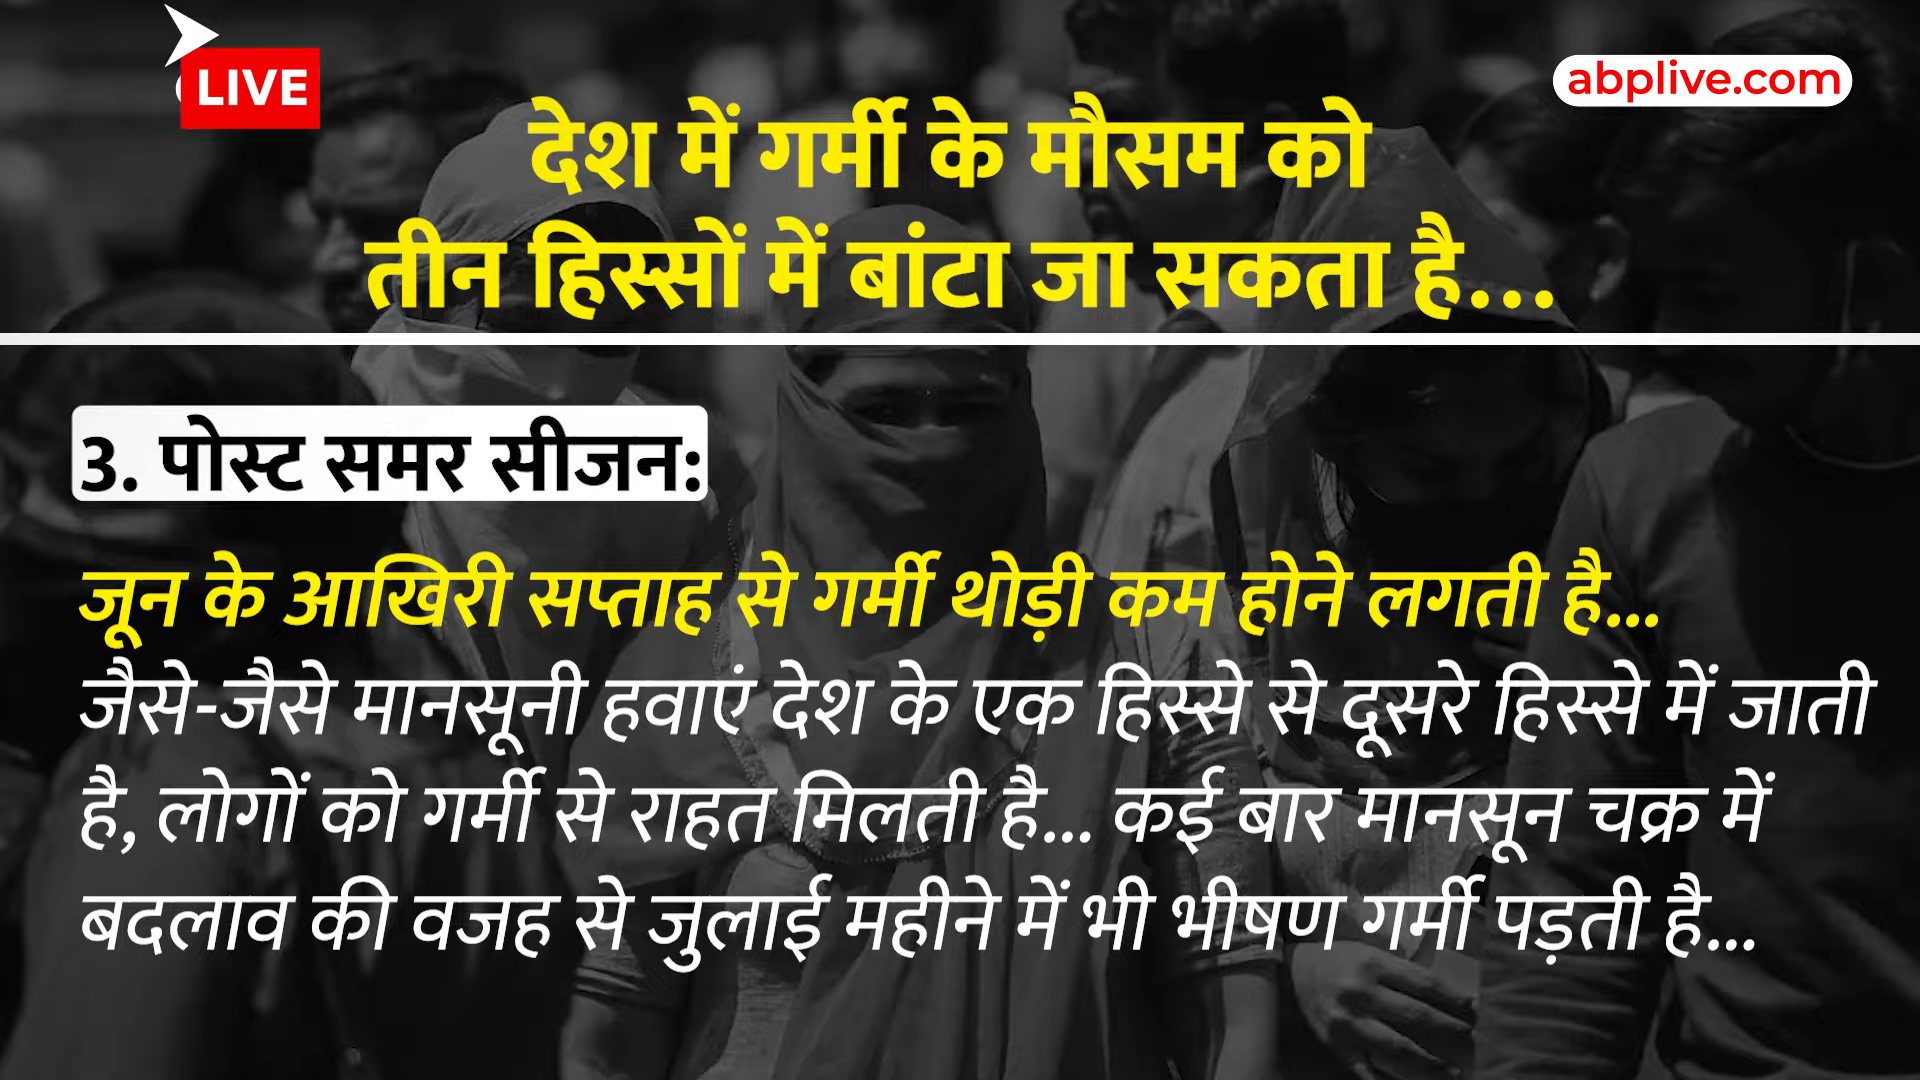 LIVE
abplive.com
देश में गर्मी के मौसम को
तीन हिस्सों में बांटा जा सकता है...
3. पोस्ट समर सीजन:
जून के आखिरी सप्ताह से गर्मी थोड़ी कम होने लगती है...
जैसे-जैसे मानसूनी हवाएं देश के एक हिस्से से दूसरे हिस्से में जाती
है, लोगों को गर्मी से राहत मिलती है... कई बार मानसून चक्र में
बदलाव की वजह से जुलाई महीने में भी भीषण गर्मी पड़ती है...